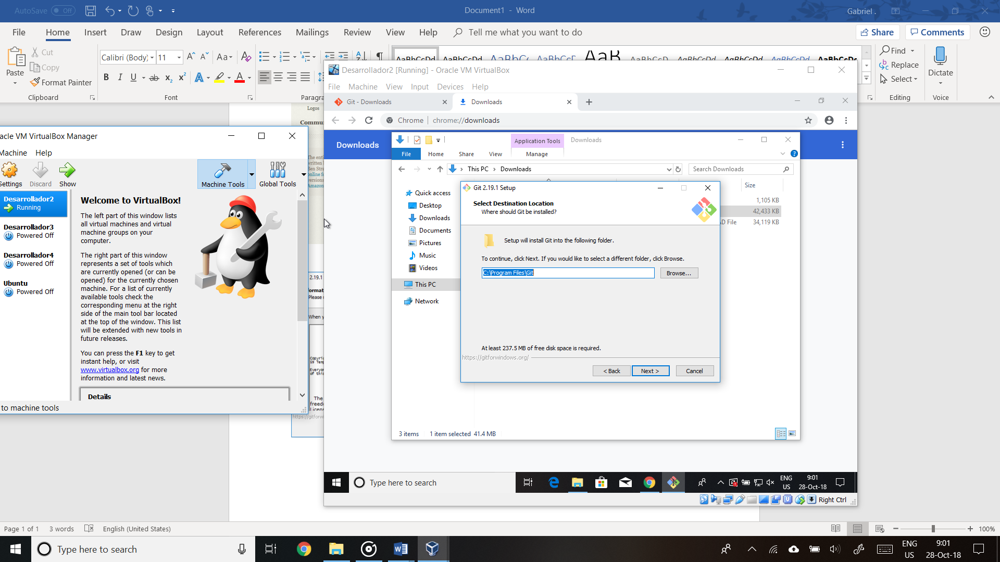 AutoSave Off
Document1 - Word
Gabriel .
File Home Insert Draw Design Layout References Mailings Review View Help Tell me what you want to do
Share Comments
Paste
Cut
Copy
Format Painter
Clipboard
Calibri (Body) 11
Font
AaBbCcDd AaBbCcDd AaBbC AaBbCcD AaB AaBbCcD AaBbCcDd AaBbCcDd AaBbCcDd AaBbCcDd
Find
Replace
Select
Editing
Dictate
Voice
Desarrollador2 [Running] - Oracle VM VirtualBox
File Machine View Input Devices Help
Git - Downloads
Downloads
Chrome chrome://downloads
Downloads
Logos
Application Tools
Downloads
File Home Share View Manage
This PC Downloads
Search Downloads
Size
1,105 KB
42,433 KB
34,119 KB
Quick access
Desktop
Downloads
Documents
Pictures
Music
Videos
This PC
Network
Git 2.19.1 Setup
Select Destination Location
Where should Git be installed?
Setup will install Git into the following folder.
To continue, click Next. If you would like to select a different folder, click Browse.
C:\Program Files\Git
Browse...
At least 237.5 MB of free disk space is required.
https://gitforwindows.org/
< Back Next > Cancel
3 items 1 item selected 41.4 MB
Type here to search
ENG
US
9:01
28-Oct-18
Right Ctrl
acle VM VirtualBox Manager
Machine Help
Settings Discard Show
Machine Tools Global Tools
Desarrollador2
Running
Desarrollador3
Powered Off
Desarrollador4
Powered Off
Ubuntu
Powered Off
Welcome to VirtualBox!
The left part of this window lists
all virtual machines and virtual
machine groups on your
computer.
The right part of this window
represents a set of tools which
are currently opened (or can be
opened) for the currently chosen
machine. For a list of currently
available tools check the
corresponding menu at the right
side of the main tool bar located
at the top of the window. This list
will be extended with new tools in
future releases.
You can press the F1 key to get
instant help, or visit
www.virtualbox.org for more
information and latest news.
Details
to machine tools
Page 1 of 1 3 words English (United States)
100%
Type here to search
ENG
US
9:01
28-Oct-18